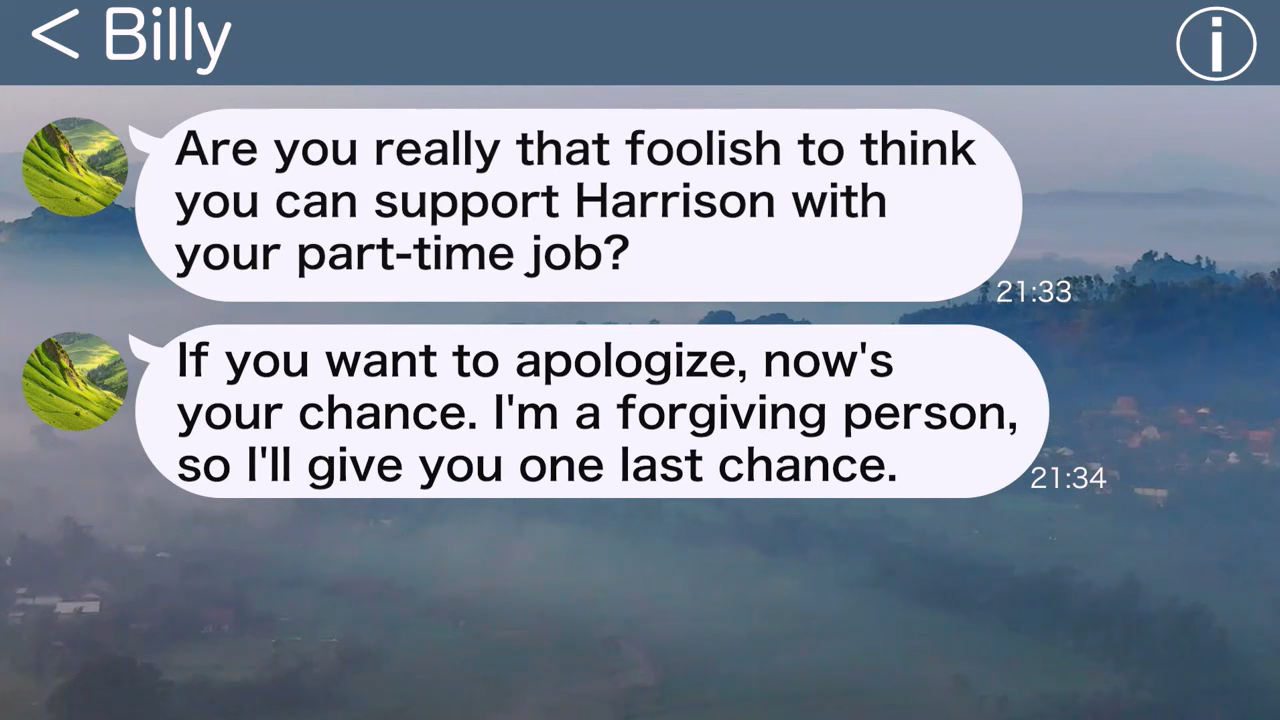 < Billy
Are you really that foolish to think
you can support Harrison with
your part-time job?
21:33
If you want to apologize, now's
your chance. I'm a forgiving person,
so I'll give you one last chance.
21:34